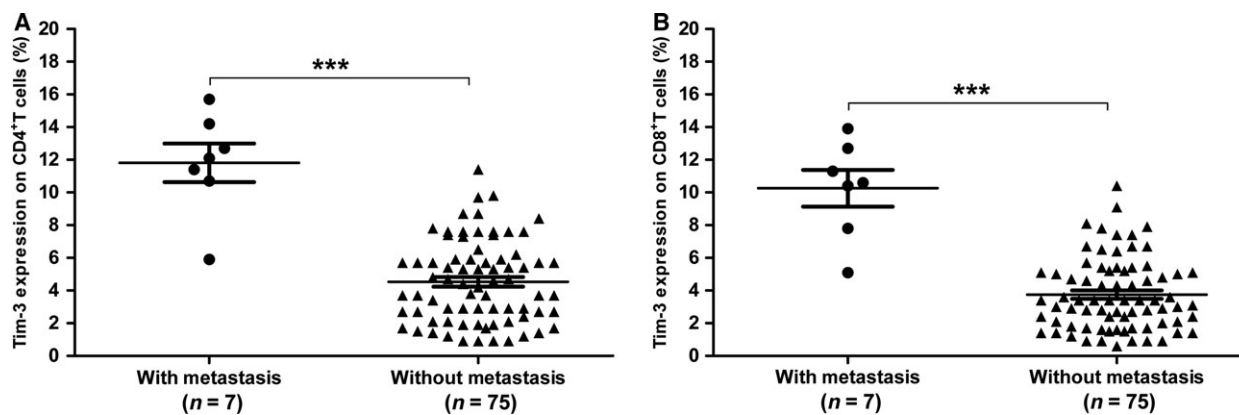 A
Tim-3 expression on CD4⁺T cells (%)
20
18
16
14
12
10
8
6
4
2
0
***
With metastasis
(n = 7)
Without metastasis
(n = 75)
B
Tim-3 expression on CD8⁺T cells (%)
20
18
16
14
12
10
8
6
4
2
0
***
With metastasis
(n = 7)
Without metastasis
(n = 75)